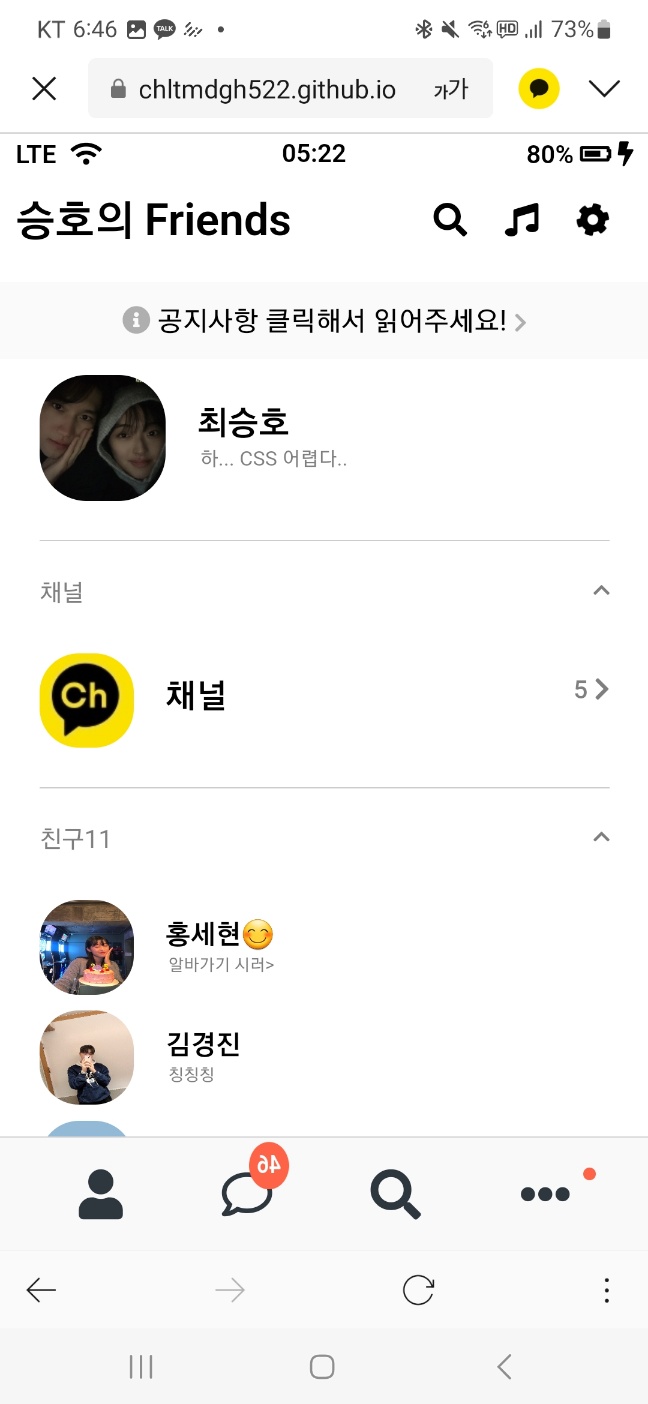 KT 6:46 TALK HD 73%
chltmdgh522.github.io 가가
LTE 05:22 80%
승호의 Friends
공지사항 클릭해서 읽어주세요!
최승호
하... CSS 어렵다..
채널
Ch 채널 5
친구11
홍세현😊
알바가기 시러>
김경진
칭칭칭
46